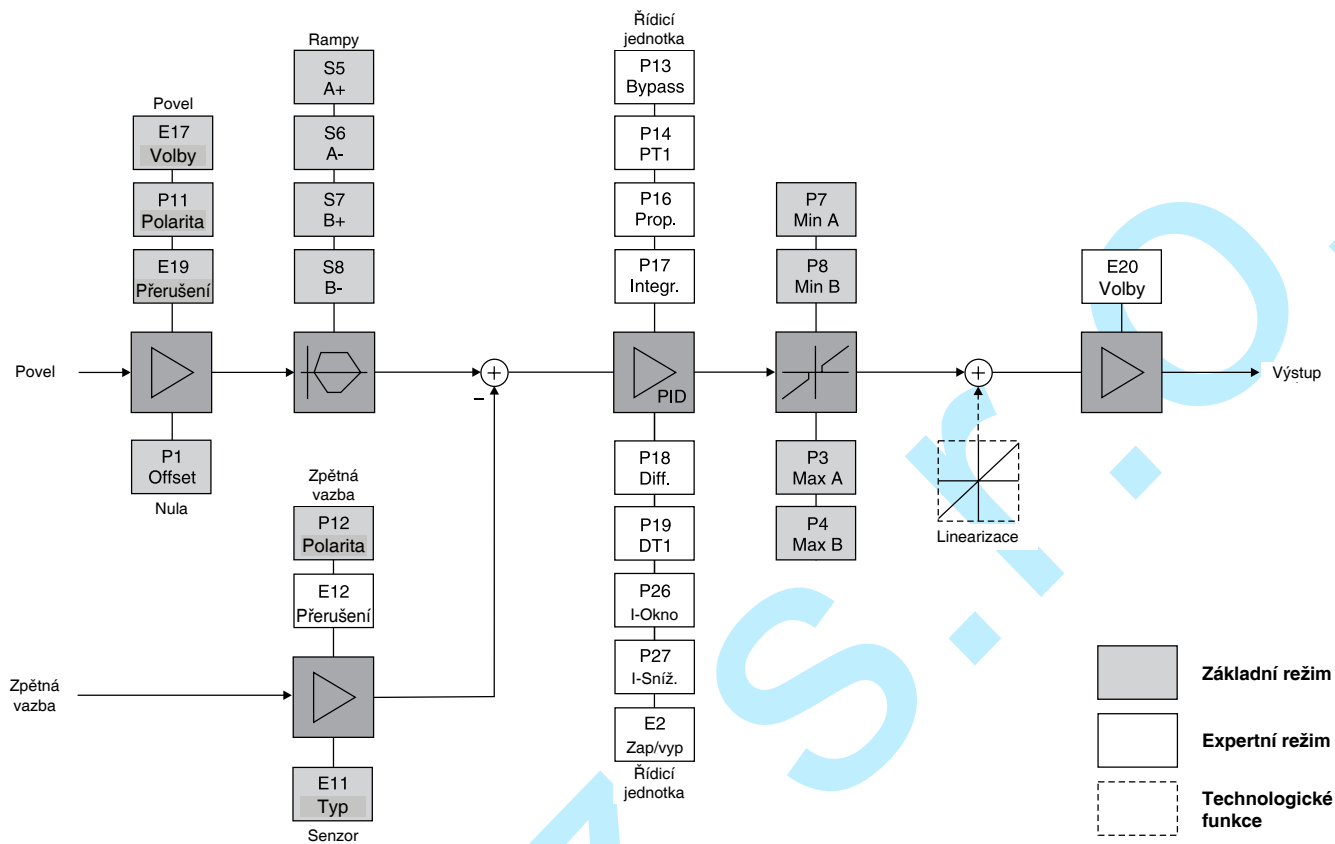 Řídicí
jednotka
P13
Bypass
P14
PT1
P16
Prop.
P17
Integr.
PID
P18
Diff.
P19
DT1
P26
I-Okno
P27
I-Sníž.
E2
Zap/vyp
Řídicí
jednotka
Rampy
S5
A+
S6
A-
S7
B+
S8
B-
Povel
E17
Volby
P11
Polarita
E19
Přerušení
Povel
P1
Offset
Nula
Zpětná
vazba
P12
Polarita
E12
Přerušení
Zpětná
vazba
E11
Typ
Senzor
+
–
P7
Min A
P8
Min B
P3
Max A
P4
Max B
+
Linearizace
E20
Volby
Výstup
Základní režim
Expertní režim
Technologické
funkce
s.r.o.